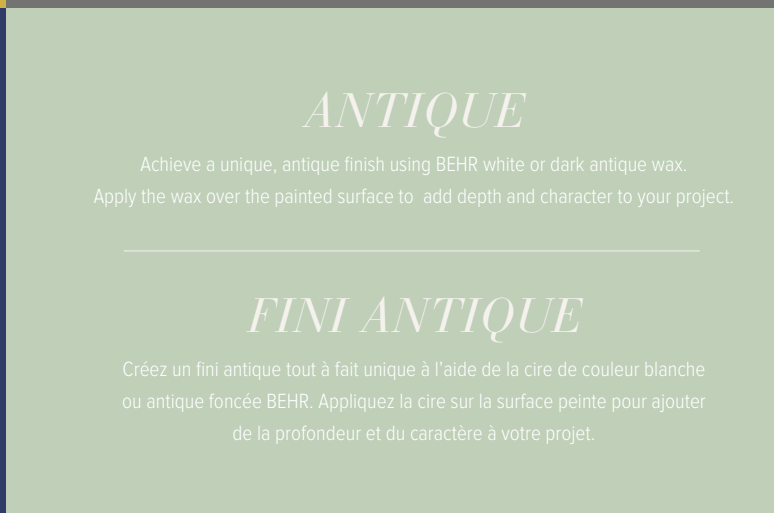 ANTIQUE
Achieve a unique, antique finish using BEHR white or dark antique wax.
Apply the wax over the painted surface to  add depth and character to your project.
FINI ANTIQUE
Créez un fini antique tout à fait unique à l'aide de la cire de couleur blanche
ou antique foncée BEHR. Appliquez la cire sur la surface peinte pour ajouter
de la profondeur et du caractère à votre projet.